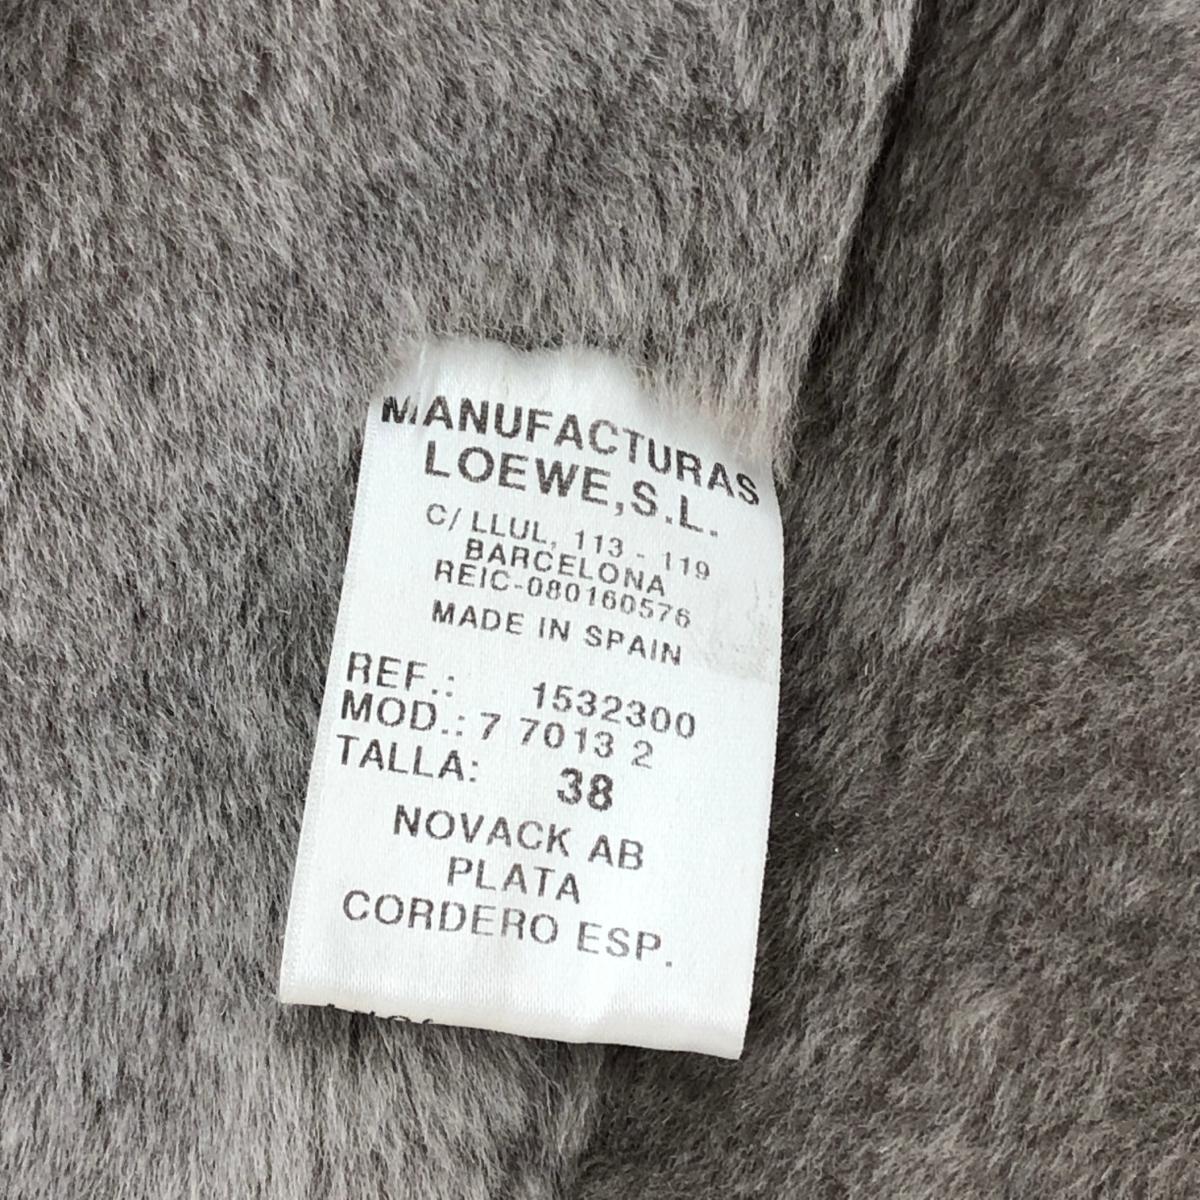 MANUFACTURAS
LOEWE,S.L.
C/ LLUL, 113 - 119
BARCELONA
REIC-080160576
MADE IN SPAIN
REF.: 1532300
MOD.: 7 7013 2
TALLA: 38
NOVACK AB
PLATA
CORDERO ESP.